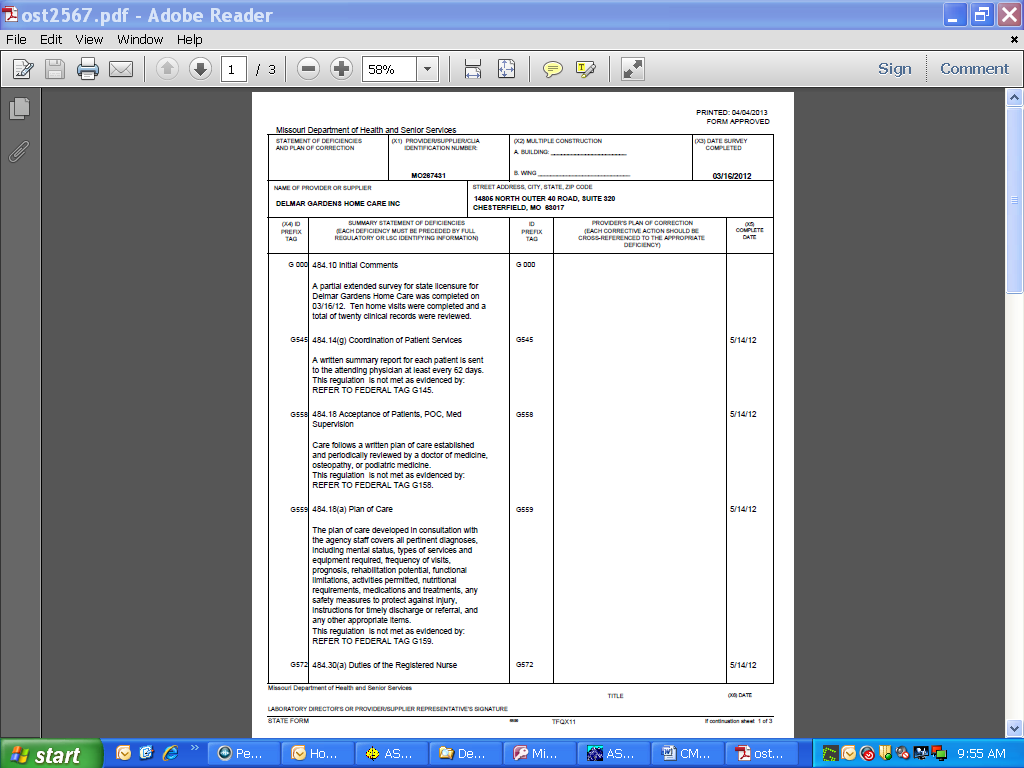 ost2567.pdf - Adobe Reader
File Edit View Window Help
1 / 3 58% Sign Comment
PRINTED: 04/04/2013
FORM APPROVED
Missouri Department of Health and Senior Services
STATEMENT OF DEFICIENCIES
AND PLAN OF CORRECTION
(X1) PROVIDER/SUPPLIER/CLIA
IDENTIFICATION NUMBER:
MO267431
(X2) MULTIPLE CONSTRUCTION
A. BUILDING:
B. WING
(X3) DATE SURVEY
COMPLETED
03/16/2012
NAME OF PROVIDER OR SUPPLIER
DELMAR GARDENS HOME CARE INC
STREET ADDRESS, CITY, STATE, ZIP CODE
14805 NORTH OUTER 40 ROAD, SUITE 320
CHESTERFIELD, MO 63017
(X4) ID
PREFIX
TAG
SUMMARY STATEMENT OF DEFICIENCIES
(EACH DEFICIENCY MUST BE PRECEDED BY FULL
REGULATORY OR LSC IDENTIFYING INFORMATION)
ID
PREFIX
TAG
PROVIDER'S PLAN OF CORRECTION
(EACH CORRECTIVE ACTION SHOULD BE
CROSS-REFERENCED TO THE APPROPRIATE
DEFICIENCY)
(X5)
COMPLETE
DATE
G 000 484.10 Initial Comments G 000
A partial extended survey for state licensure for
Delmar Gardens Home Care was completed on
03/16/12. Ten home visits were completed and a
total of twenty clinical records were reviewed.
G545 484.14(g) Coordination of Patient Services G545 5/14/12
A written summary report for each patient is sent
to the attending physician at least every 62 days.
This regulation is not met as evidenced by:
REFER TO FEDERAL TAG G145.
G558 484.18 Acceptance of Patients, POC, Med G558 5/14/12
Supervision
Care follows a written plan of care established
and periodically reviewed by a doctor of medicine,
osteopathy, or podiatric medicine.
This regulation is not met as evidenced by:
REFER TO FEDERAL TAG G158.
G559 484.18(a) Plan of Care G559 5/14/12
The plan of care developed in consultation with
the agency staff covers all pertinent diagnoses,
including mental status, types of services and
equipment required, frequency of visits,
prognosis, rehabilitation potential, functional
limitations, activities permitted, nutritional
requirements, medications and treatments, any
safety measures to protect against injury,
instructions for timely discharge or referral, and
any other appropriate items.
This regulation is not met as evidenced by:
REFER TO FEDERAL TAG G159.
G572 484.30(a) Duties of the Registered Nurse G572 5/14/12
Missouri Department of Health and Senior Services
TITLE (X6) DATE
LABORATORY DIRECTOR'S OR PROVIDER/SUPPLIER REPRESENTATIVE'S SIGNATURE
STATE FORM TFQX11 If continuation sheet 1 of 3
start Pe... Ho... AS... De... Mi... AS... CM... ost... 9:55 AM